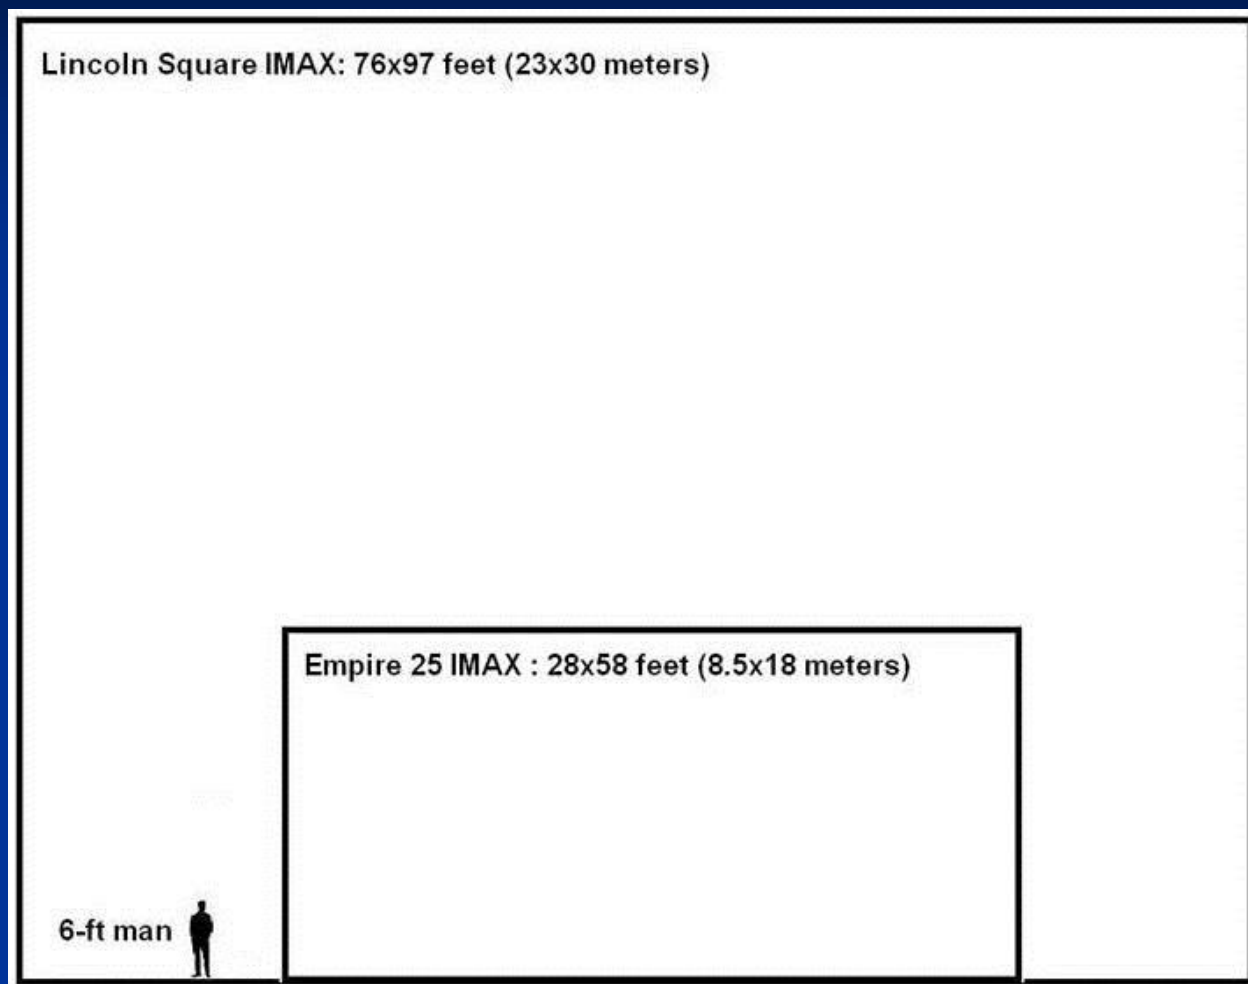 Lincoln Square IMAX: 76x97 feet (23x30 meters)
Empire 25 IMAX : 28x58 feet (8.5x18 meters)
6-ft man